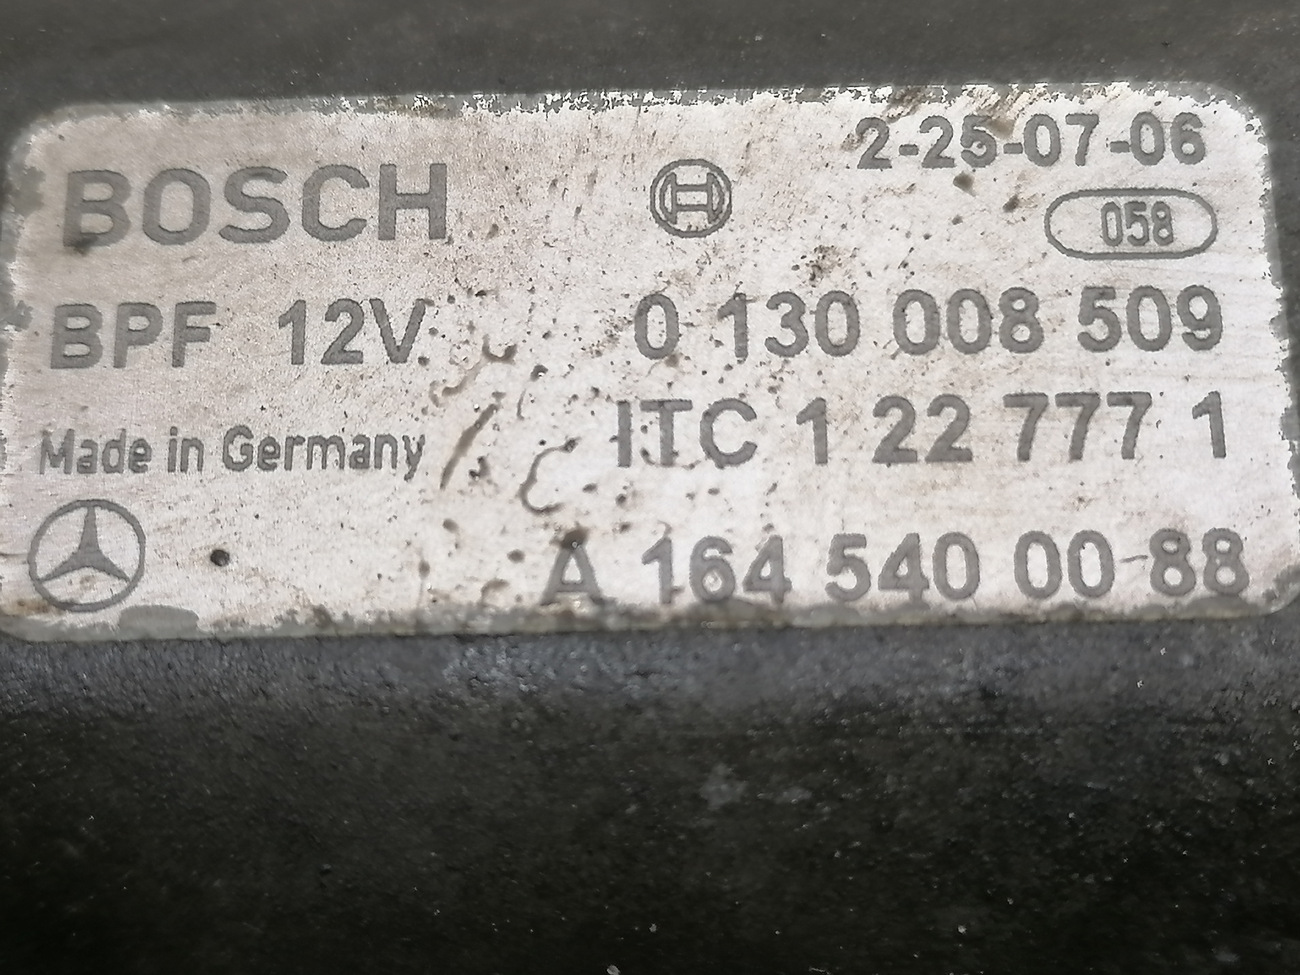 2-25-07-06
BOSCH
058
BPF 12V 0 130 008 509
Made in Germany ITC 1 22 777 1
A 164 540 00 88